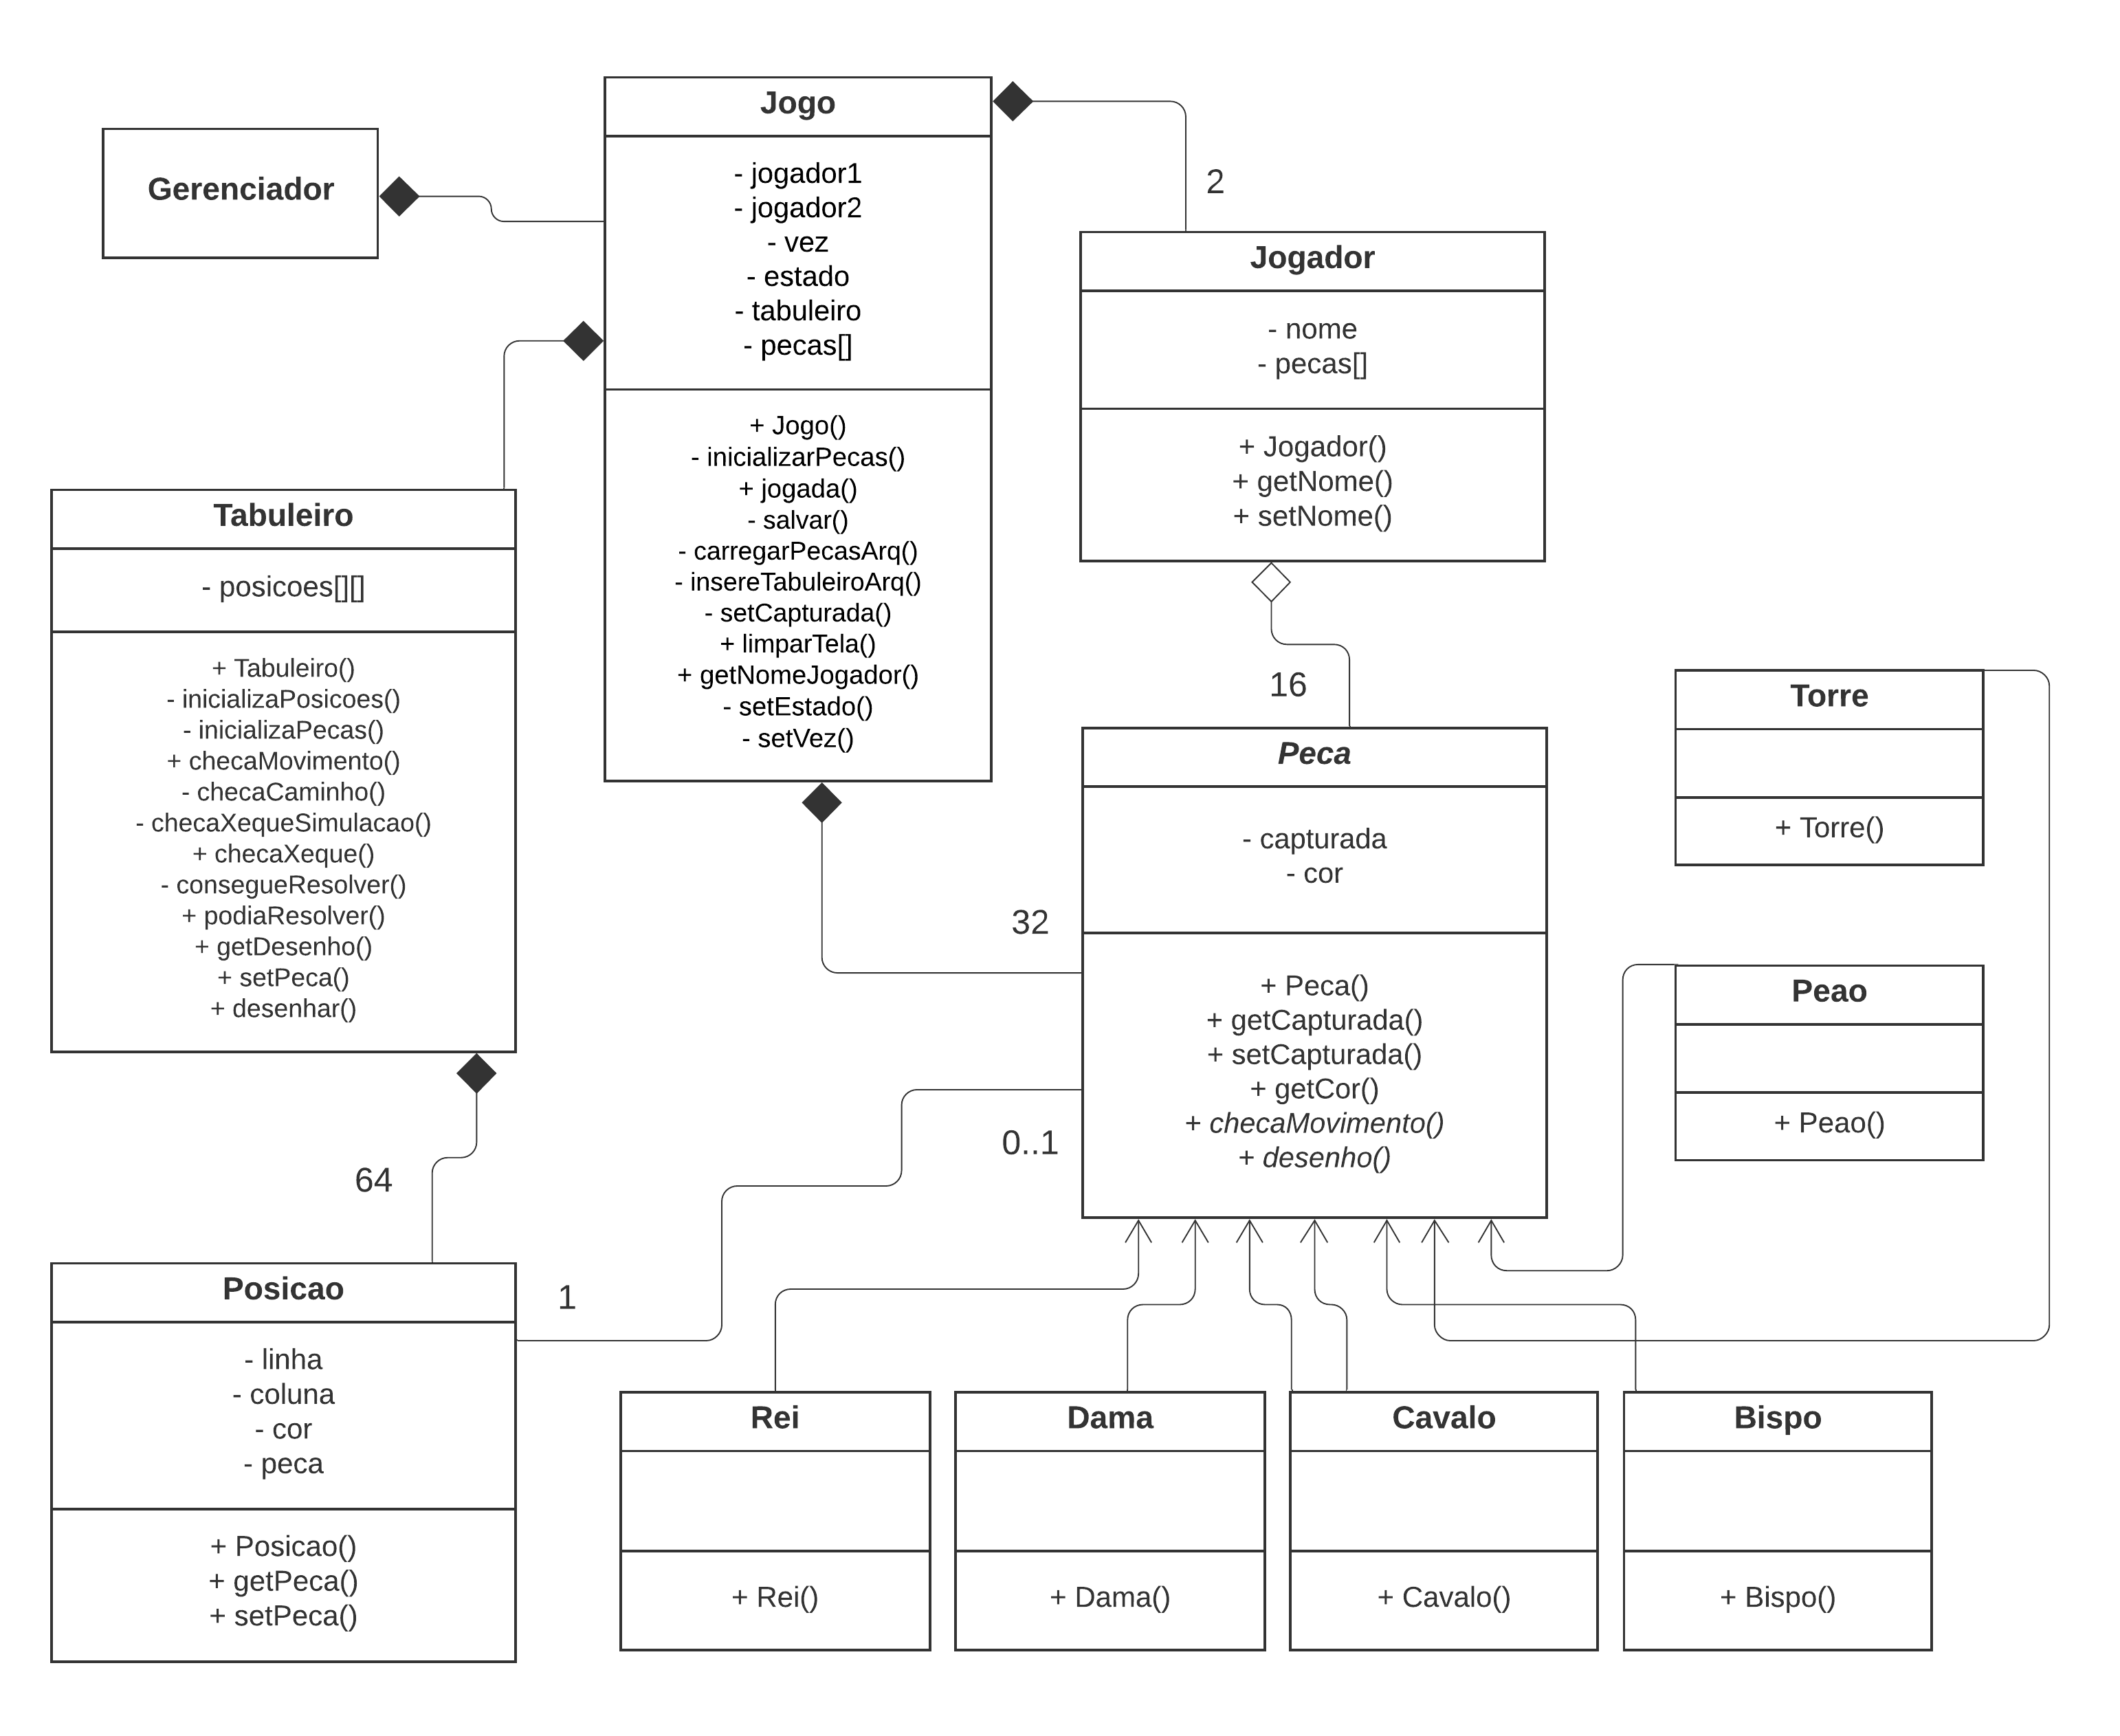 Gerenciador
Jogo
- jogador1
- jogador2
- vez
- estado
- tabuleiro
- pecas[]
+ Jogo()
- inicializarPecas()
+ jogada()
- salvar()
- carregarPecasArq()
- insereTabuleiroArq()
- setCapturada()
+ limparTela()
+ getNomeJogador()
- setEstado()
- setVez()
2
Jogador
- nome
- pecas[]
+ Jogador()
+ getNome()
+ setNome()
Tabuleiro
- posicoes[][]
+ Tabuleiro()
- inicializaPosicoes()
- inicializaPecas()
+ checaMovimento()
- checaCaminho()
- checaXequeSimulacao()
+ checaXeque()
- consegueResolver()
+ podiaResolver()
+ getDesenho()
+ setPeca()
+ desenhar()
16
32
0..1
Peca
- capturada
- cor
+ Peca()
+ getCapturada()
+ setCapturada()
+ getCor()
+ checaMovimento()
+ desenho()
Torre
+ Torre()
Peao
+ Peao()
64
1
Posicao
- linha
- coluna
- cor
- peca
+ Posicao()
+ getPeca()
+ setPeca()
Rei
+ Rei()
Dama
+ Dama()
Cavalo
+ Cavalo()
Bispo
+ Bispo()